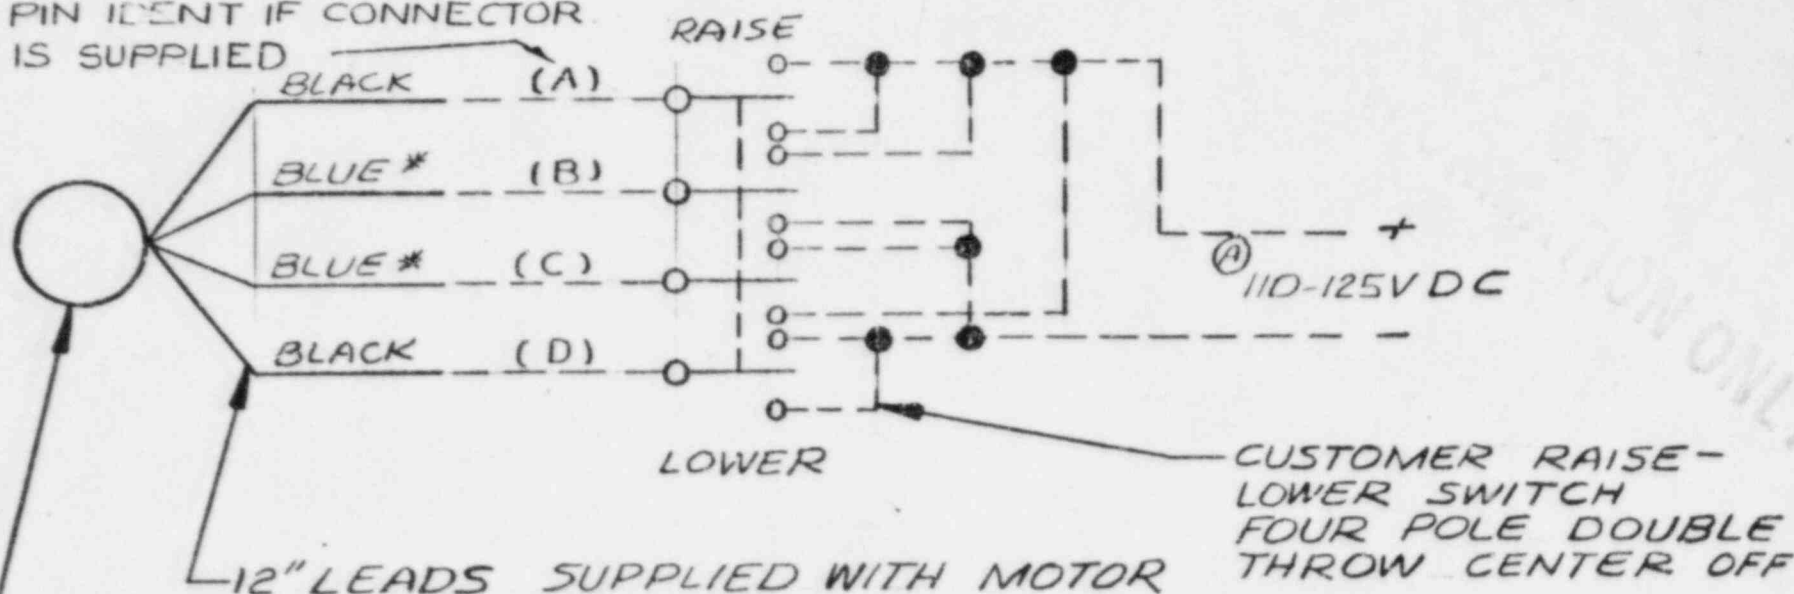 PIN IDENT IF CONNECTOR
IS SUPPLIED
RAISE
BLACK (A)
BLUE* (B)
BLUE* (C)
BLACK (D)
+
Ⓐ 110-125V DC
−
LOWER
CUSTOMER RAISE-
LOWER SWITCH
FOUR POLE DOUBLE
THROW CENTER OFF
12" LEADS SUPPLIED WITH MOTOR
ONLY